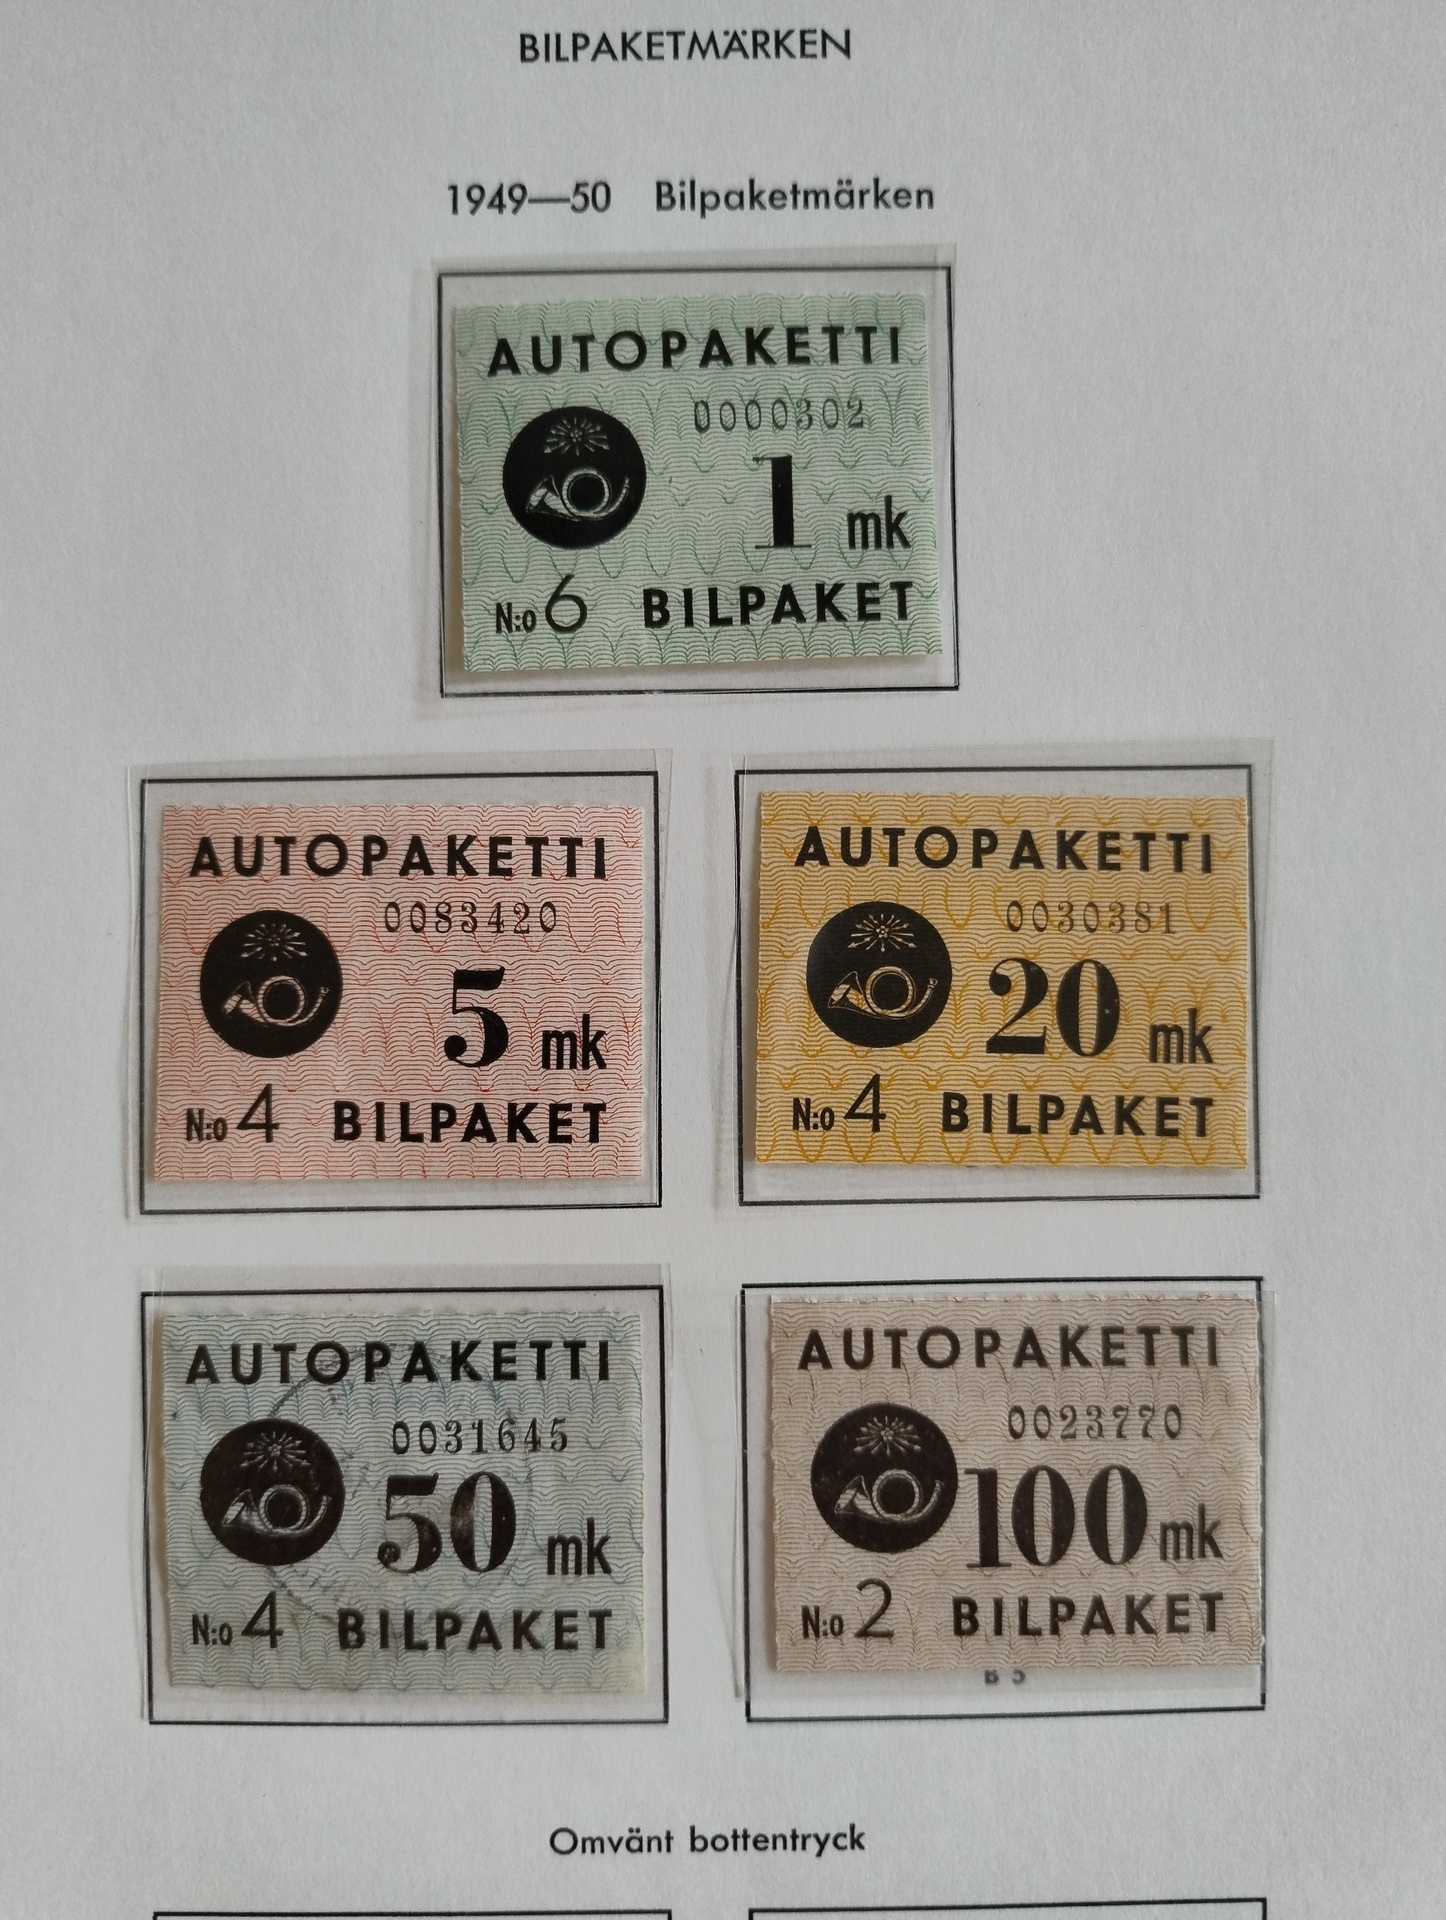 BILPAKETMÄRKEN
1949—50 Bilpaketmärken
AUTOPAKETTI
0000302
1 mk
N:o 6 BILPAKET
AUTOPAKETTI
0083420
5 mk
N:o 4 BILPAKET
AUTOPAKETTI
0030381
20 mk
N:o 4 BILPAKET
AUTOPAKETTI
0031645
50 mk
N:o 4 BILPAKET
AUTOPAKETTI
0023770
100 mk
N:o 2 BILPAKET
B 5
Omvänt bottentryck